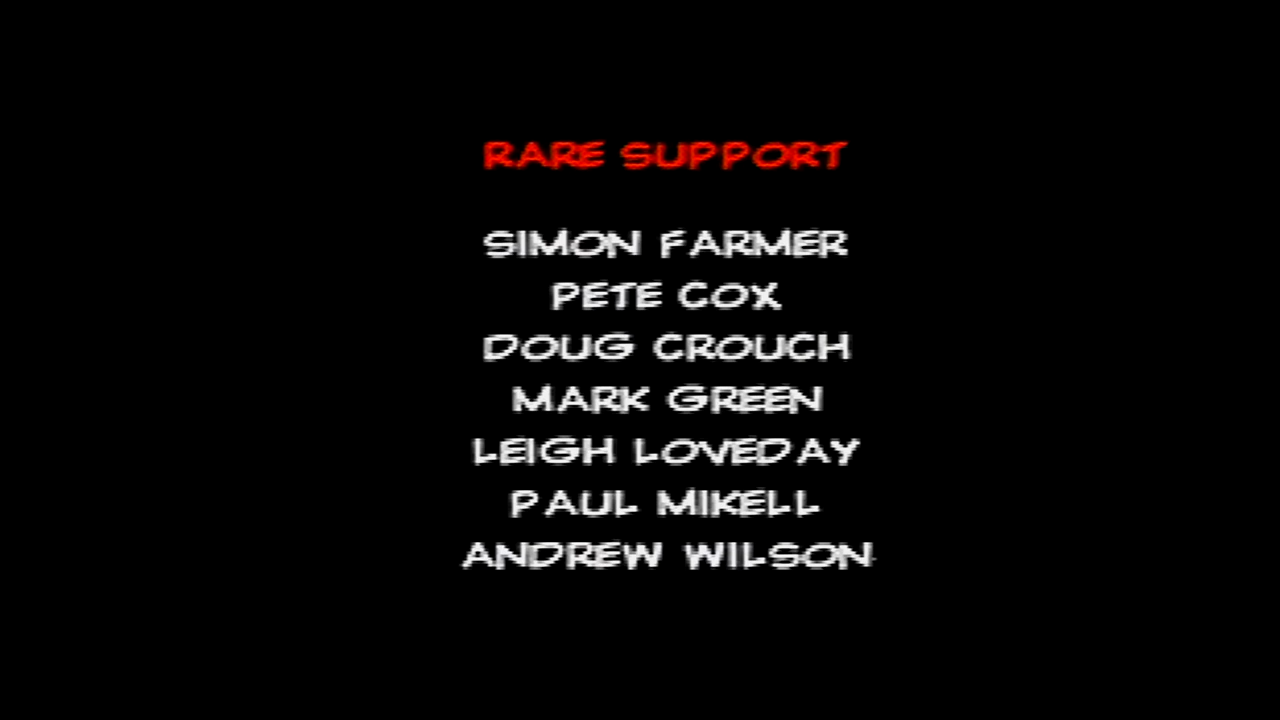 RARE SUPPORT
SIMON FARMER
PETE COX
DOUG CROUCH
MARK GREEN
LEIGH LOVEDAY
PAUL MIKELL
ANDREW WILSON